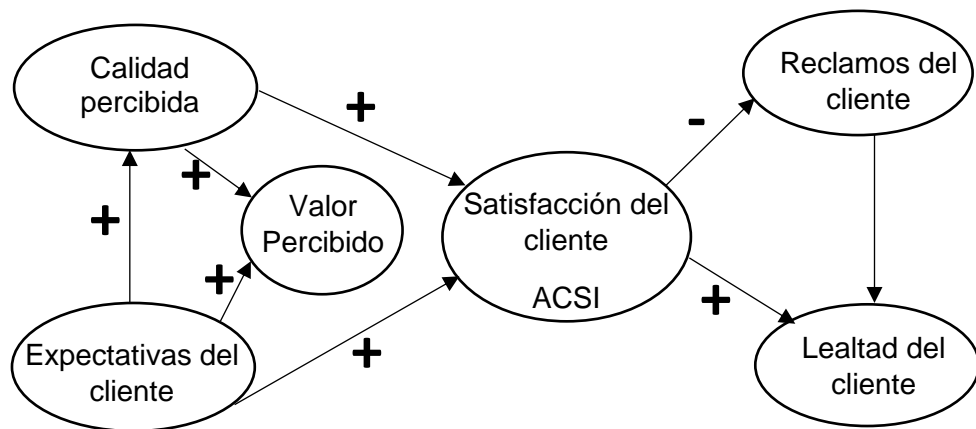 Calidad
percibida
Reclamos del
cliente
+
-
+
+
Valor
Percibido
Satisfacción del
cliente
ACSI
+
+
+
Expectativas del
cliente
+
Lealtad del
cliente